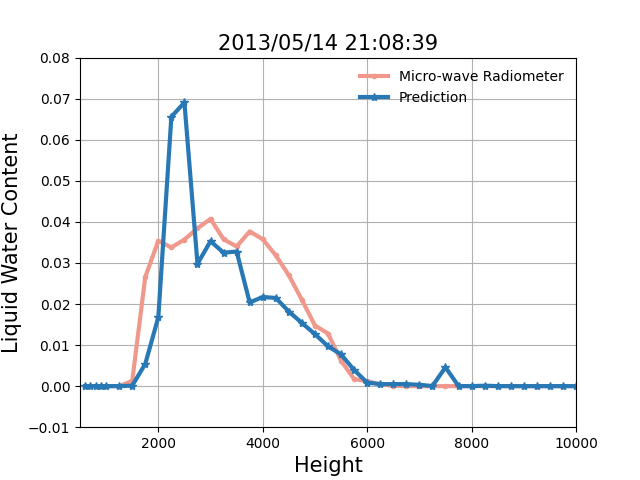 2013/05/14 21:08:39
Liquid Water Content
0.08
0.07
0.06
0.05
0.04
0.03
0.02
0.01
0.00
−0.01
Micro-wave Radiometer
Prediction
2000 4000 6000 8000 10000
Height